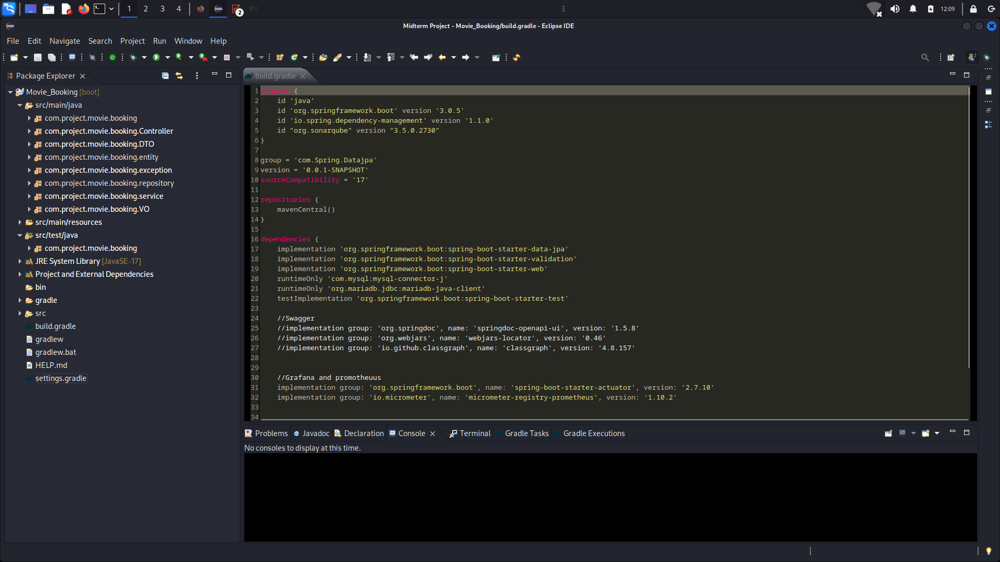 1 2 3 4
2
12:09
Midterm Project - Movie_Booking/build.gradle - Eclipse IDE
File Edit Navigate Search Project Run Window Help
Package Explorer
Movie_Booking [boot]
src/main/java
com.project.movie.booking
com.project.movie.booking.Controller
com.project.movie.booking.DTO
com.project.movie.booking.entity
com.project.movie.booking.exception
com.project.movie.booking.repository
com.project.movie.booking.service
com.project.movie.booking.VO
src/main/resources
src/test/java
com.project.movie.booking
JRE System Library [JavaSE-17]
Project and External Dependencies
bin
gradle
src
build.gradle
gradlew
gradlew.bat
HELP.md
settings.gradle
build.gradle
1 plugins {
2     id 'java'
3     id 'org.springframework.boot' version '3.0.5'
4     id 'io.spring.dependency-management' version '1.1.0'
5     id "org.sonarqube" version "3.5.0.2730"
6 }
7
8 group = 'com.Spring.Datajpa'
9 version = '0.0.1-SNAPSHOT'
10 sourceCompatibility = '17'
11
12 repositories {
13     mavenCentral()
14 }
15
16 dependencies {
17     implementation 'org.springframework.boot:spring-boot-starter-data-jpa'
18     implementation 'org.springframework.boot:spring-boot-starter-validation'
19     implementation 'org.springframework.boot:spring-boot-starter-web'
20     runtimeOnly 'com.mysql:mysql-connector-j'
21     runtimeOnly 'org.mariadb.jdbc:mariadb-java-client'
22     testImplementation 'org.springframework.boot:spring-boot-starter-test'
23
24     //Swagger
25     //implementation group: 'org.springdoc', name: 'springdoc-openapi-ui', version: '1.5.8'
26     //implementation group: 'org.webjars', name: 'webjars-locator', version: '0.46'
27     //implementation group: 'io.github.classgraph', name: 'classgraph', version: '4.8.157'
28
29
30     //Grafana and promotheuus
31     implementation group: 'org.springframework.boot', name: 'spring-boot-starter-actuator', version: '2.7.10'
32     implementation group: 'io.micrometer', name: 'micrometer-registry-prometheus', version: '1.10.2'
33
34
Problems Javadoc Declaration Console Terminal Gradle Tasks Gradle Executions
No consoles to display at this time.